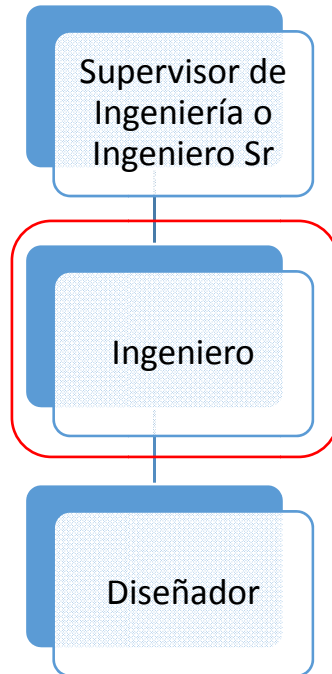 Supervisor de
Ingeniería o
Ingeniero Sr
Ingeniero
Diseñador